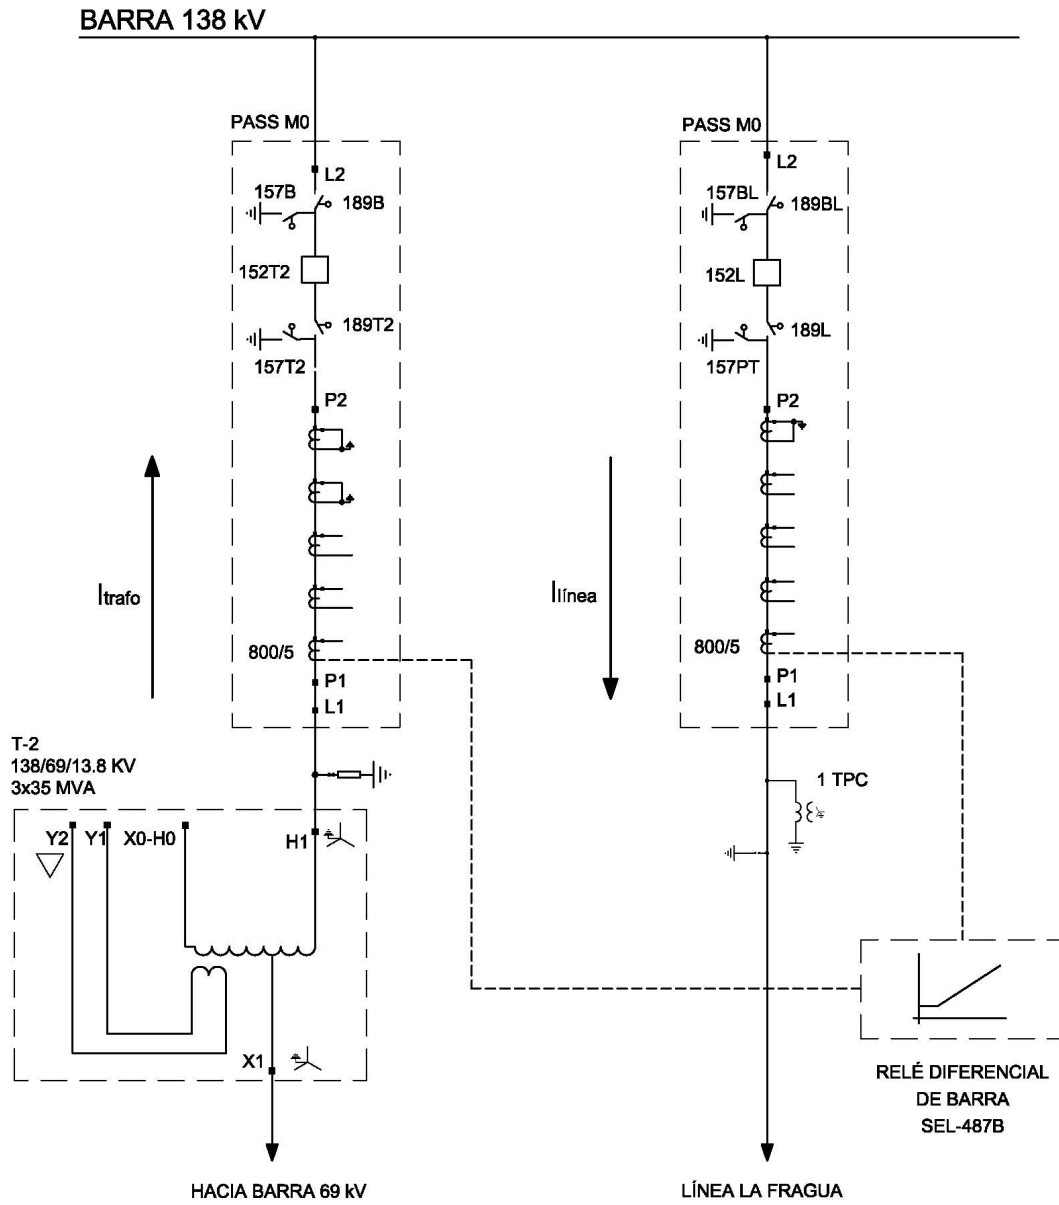 BARRA 138 kV
PASS M0
L2
157B
189B
152T2
189T2
157T2
P2
Itrafo
800/5
P1
L1
PASS M0
L2
157BL
189BL
152L
189L
157PT
P2
Ilínea
800/5
P1
L1
T-2
138/69/13.8 KV
3x35 MVA
Y2 Y1 X0-H0 H1
X1
HACIA BARRA 69 kV
1 TPC
LÍNEA LA FRAGUA
RELÉ DIFERENCIAL
DE BARRA
SEL-487B